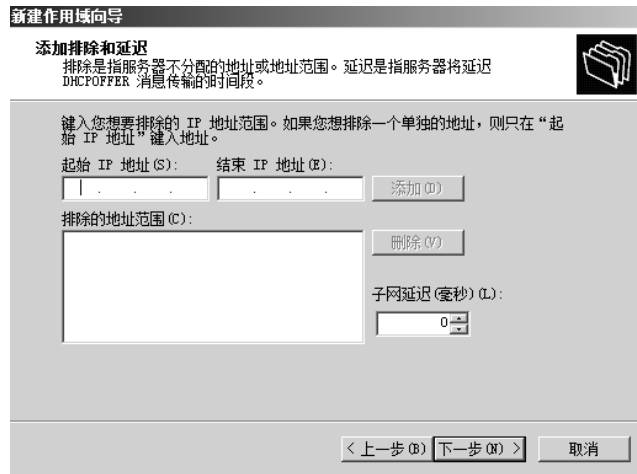 新建作用域向导
添加排除和延迟
排除是指服务器不分配的地址或地址范围。延迟是指服务器将延迟
DHCPOFFER 消息传输的时间段。
键入您想要排除的 IP 地址范围。如果您想排除一个单独的地址，则只在“起
始 IP 地址”键入地址。
起始 IP 地址(S)： 结束 IP 地址(E)：
. . . . . . 添加(D)
排除的地址范围(C)：
删除(V)
子网延迟(毫秒)(L)：
0
< 上一步(B) 下一步(N) > 取消